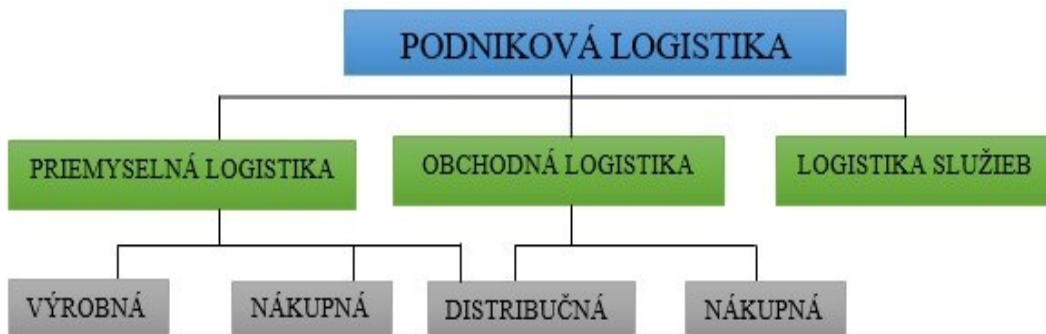 PODNIKOVÁ LOGISTIKA
PRIEMYSELNÁ LOGISTIKA
OBCHODNÁ LOGISTIKA
LOGISTIKA SLUŽIEB
VÝROBNÁ
NÁKUPNÁ
DISTRIBUČNÁ
NÁKUPNÁ